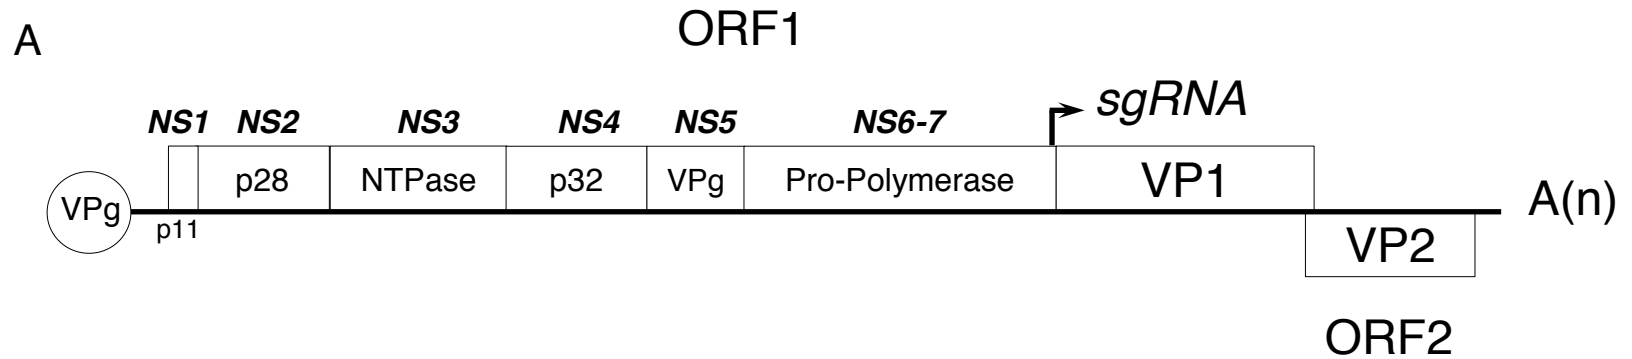 A
ORF1
NS1 NS2 NS3 NS4 NS5 NS6-7 sgRNA
p28 NTPase p32 VPg Pro-Polymerase VP1
VPg
p11
A(n)
VP2
ORF2